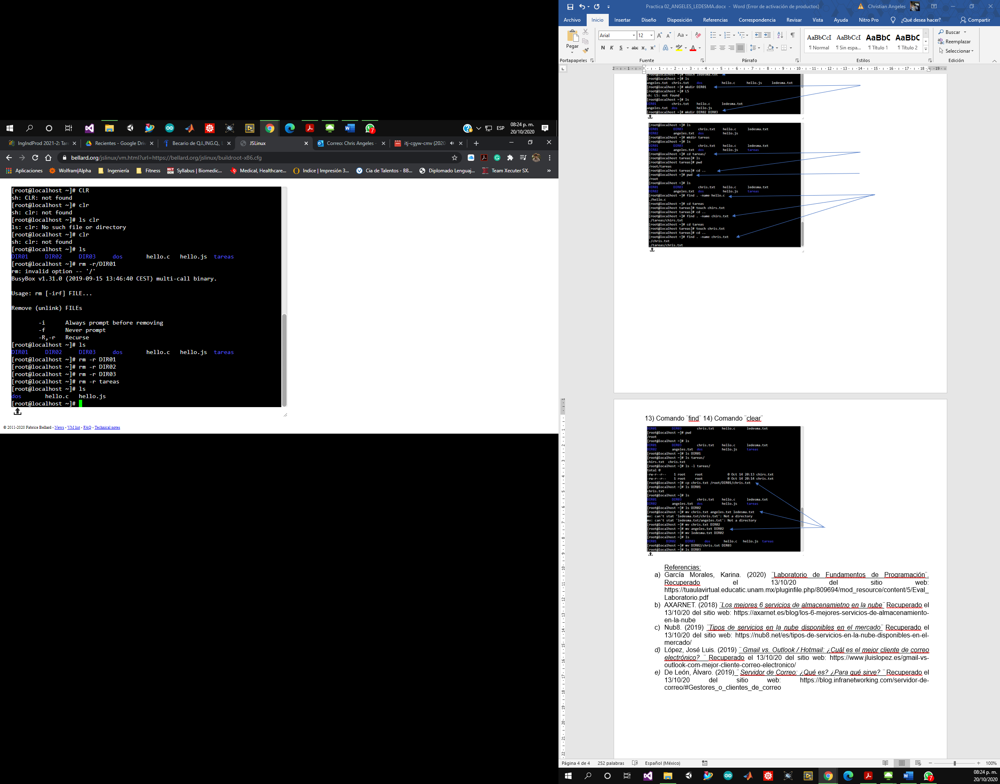 08:24 p. m.
ESP
20/10/2020
7
IngIndProd 2021-2: Tar
Recientes - Google Driv
Becario de Q.I.,ING.Q.,
JSLinux
Correo: Chris Angeles -
itj-cgyw-cmv (2020
bellard.org/jslinux/vm.html?url=https://bellard.org/jslinux/buildroot-x86.cfg
Aplicaciones
Wolfram|Alpha
Ingeniería
Fitness
Syllabus | Biomedic...
Medical, Healthcare...
Indice | Impresión 3...
Cia de Talentos - BB...
Diplomado Lenguaj...
Team Xecuter SX.
»
[root@localhost ~]# CLR
sh: CLR: not found
[root@localhost ~]# clr
sh: clr: not found
[root@localhost ~]# ls clr
ls: clr: No such file or directory
[root@localhost ~]# clr
sh: clr: not found
[root@localhost ~]# ls
DIR01 DIR02 DIR03 dos hello.c hello.js tareas
[root@localhost ~]# rm -r/DIR01
rm: invalid option -- '/'
BusyBox v1.31.0 (2019-09-15 13:46:40 CEST) multi-call binary.
Usage: rm [-irf] FILE...
Remove (unlink) FILEs
-i Always prompt before removing
-f Never prompt
-R,-r Recurse
[root@localhost ~]# ls
DIR01 DIR02 DIR03 dos hello.c hello.js tareas
[root@localhost ~]# rm -r DIR01
[root@localhost ~]# rm -r DIR02
[root@localhost ~]# rm -r DIR03
[root@localhost ~]# rm -r tareas
[root@localhost ~]# ls
dos hello.c hello.js
[root@localhost ~]#
© 2011-2020 Fabrice Bellard - News - VM list - FAQ - Technical notes
Practica 02_ANGELES_LEDESMA.docx - Word (Error de activación de productos)
Christian Angeles
Archivo Inicio Insertar Diseño Disposición Referencias Correspondencia Revisar Vista Ayuda Nitro Pro ¿Qué desea hacer? Compartir
Pegar
Arial
12
N K S abc
AaBbCcI AaBbCcI AaBbC AaBbC
¶ Normal ¶ Sin espa... ¶ Título 1 ¶ Título 2
Buscar
Reemplazar
Seleccionar
Portapapeles Fuente Párrafo Estilos Edición
[root@localhost ~]# touch ledesma.txt
[root@localhost ~]# ls
angeles.txt chris.txt dos hello.c hello.js ledesma.txt
[root@localhost ~]# mkdir DIR01
[root@localhost ~]# LS
sh: LS: not found
[root@localhost ~]# ls
DIR01 chris.txt hello.c ledesma.txt
angeles.txt dos hello.js
[root@localhost ~]# mkdir DIR02 DIR03
[root@localhost ~]# ls
DIR01 DIR03 chris.txt hello.c ledesma.txt
DIR02 angeles.txt dos hello.js
[root@localhost ~]# mkdir tareas
[root@localhost ~]# ls
DIR01 DIR03 chris.txt hello.c ledesma.txt
DIR02 angeles.txt dos hello.js tareas
[root@localhost ~]# cd tareas/
[root@localhost tareas]# ls
[root@localhost tareas]# pwd
/root/tareas
[root@localhost tareas]# cd ..
[root@localhost ~]# pwd
/root
[root@localhost ~]# ls
DIR01 DIR03 chris.txt hello.c ledesma.txt
DIR02 angeles.txt dos hello.js tareas
[root@localhost ~]# find . -name hello.c
./hello.c
[root@localhost ~]# cd tareas
[root@localhost tareas]# touch chirs.txt
[root@localhost tareas]# cd ..
[root@localhost ~]# find . -name chirs.txt
./tareas/chirs.txt
[root@localhost ~]# cd tareas
[root@localhost tareas]# touch chris.txt
[root@localhost tareas]# cd ..
[root@localhost ~]# find . -name chris.txt
./chris.txt
./tareas/chris.txt
13) Comando ¨find¨ 14) Comando ¨clear¨
DIR01 DIR03 chris.txt hello.c ledesma.txt
[root@localhost ~]# pwd
/root
[root@localhost ~]# ls
DIR01 DIR03 chris.txt hello.c ledesma.txt
DIR02 angeles.txt dos hello.js tareas
[root@localhost ~]# ls DIR01
[root@localhost ~]# ls tareas/
chirs.txt chris.txt
[root@localhost ~]# ls -l tareas/
total 0
-rw-r--r-- 1 root root 0 Oct 14 20:13 chirs.txt
-rw-r--r-- 1 root root 0 Oct 14 20:14 chris.txt
[root@localhost ~]# cp chris.txt /root/DIR01/chris.txt
[root@localhost ~]# ls DIR01
chris.txt
[root@localhost ~]# ls
DIR01 DIR03 chris.txt hello.c ledesma.txt
DIR02 angeles.txt dos hello.js tareas
[root@localhost ~]# ls DIR02
[root@localhost ~]# mv chris.txt angeles.txt ledesma.txt
mv: can't stat 'ledesma.txt/chris.txt': Not a directory
mv: can't stat 'ledesma.txt/angeles.txt': Not a directory
[root@localhost ~]# mv chris.txt DIR02
[root@localhost ~]# mv angeles.txt DIR02
[root@localhost ~]# mv ledesma.txt DIR02
[root@localhost ~]# ls
DIR01 DIR02 DIR03 dos hello.c hello.js tareas
[root@localhost ~]# mv DIR02/chris.txt DIR03
[root@localhost ~]# ls DIR03
Referencias:
a) García Morales, Karina. (2020) ¨Laboratorio de Fundamentos de Programación¨.
Recuperado el 13/10/20 del sitio web:
https://tuaulavirtual.educatic.unam.mx/pluginfile.php/809694/mod_resource/content/5/Eval_
Laboratorio.pdf
b) AXARNET. (2018) ¨Los mejores 6 servicios de almacenamietno en la nube¨ Recuperado el
13/10/20 del sitio web: https://axarnet.es/blog/los-6-mejores-servicios-de-almacenamiento-
en-la-nube
c) Nub8. (2019) ¨Tipos de servicios en la nube disponibles en el mercado¨ Recuperado el
13/10/20 del sitio web: https://nub8.net/es/tipos-de-servicios-en-la-nube-disponibles-en-el-
mercado/
d) López, José Luis. (2019) ¨ Gmail vs. Outlook / Hotmail: ¿Cuál es el mejor cliente de correo
electrónico? ¨ Recuperado el 13/10/20 del sitio web: https://www.jluislopez.es/gmail-vs-
outlook-com-mejor-cliente-correo-electronico/
e) De León, Álvaro. (2019) ¨ Servidor de Correo: ¿Qué es? ¿Para qué sirve? ¨ Recuperado el
13/10/20 del sitio web: https://blog.infranetworking.com/servidor-de-
correo/#Gestores_o_clientes_de_correo
Página 4 de 4 252 palabras Español (México) 100%
7
08:24 p. m.
20/10/2020